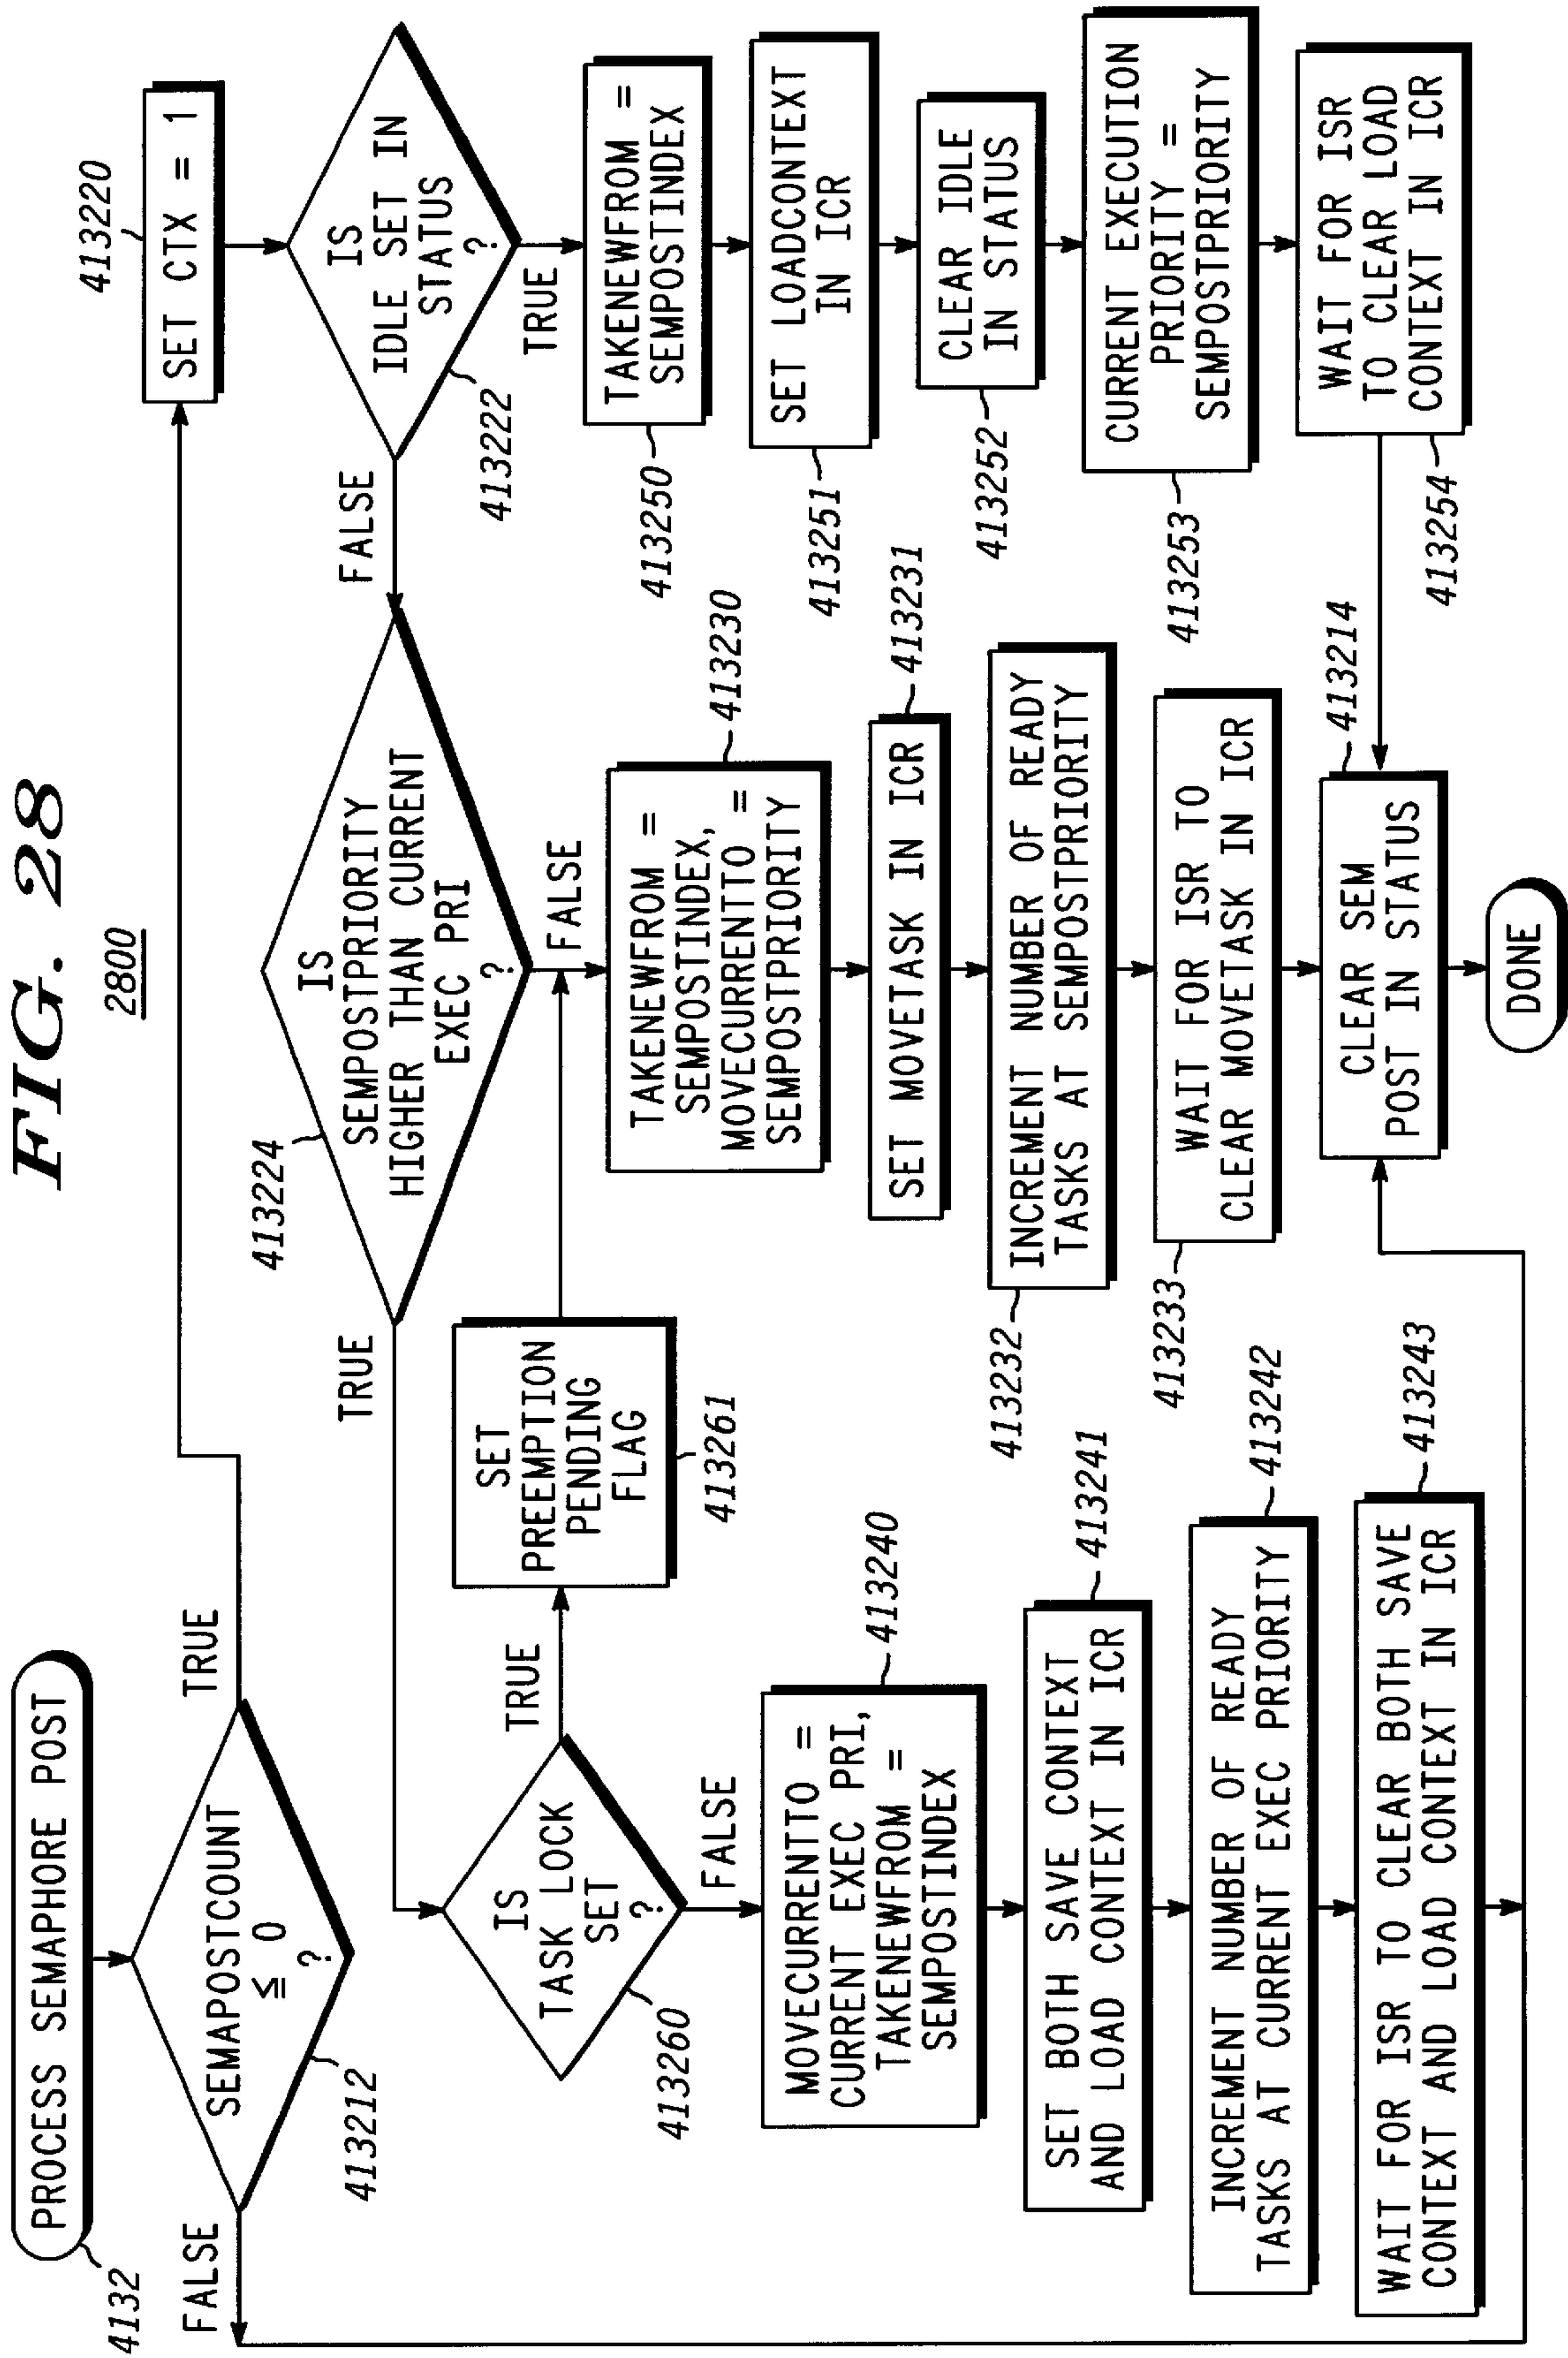 FIG. 28
2800
PROCESS SEMAPHORE POST
4132
SEMAPOSTCOUNT
≦ 0
?
413212
FALSE
TRUE
413220
SET CTX = 1
IS
IDLE SET IN
STATUS
?
413222
FALSE
TRUE
IS
SEMPOSTPRIORITY
HIGHER THAN CURRENT
EXEC PRI
?
413224
TRUE
FALSE
IS
TASK LOCK
SET
?
413260
TRUE
FALSE
SET
PREEMPTION
PENDING
FLAG
413261
MOVECURRENTTO =
CURRENT EXEC PRI,
TAKENEWFROM =
SEMPOSTINDEX
413240
SET BOTH SAVE CONTEXT
AND LOAD CONTEXT IN ICR
413241
INCREMENT NUMBER OF READY
TASKS AT CURRENT EXEC PRIORITY
413242
WAIT FOR ISR TO CLEAR BOTH SAVE
CONTEXT AND LOAD CONTEXT IN ICR
413243
TAKENEWFROM =
SEMPOSTINDEX,
MOVECURRENTTO =
SEMPOSTPRIORITY
413230
SET MOVETASK IN ICR
413231
INCREMENT NUMBER OF READY
TASKS AT SEMPOSTPRIORITY
413232
WAIT FOR ISR TO
CLEAR MOVETASK IN ICR
413233
CLEAR SEM
POST IN STATUS
413214
DONE
TAKENEWFROM =
SEMPOSTINDEX
413250
SET LOADCONTEXT
IN ICR
413251
CLEAR IDLE
IN STATUS
413252
CURRENT EXECUTION
PRIORITY =
SEMPOSTPRIORITY
413253
WAIT FOR ISR
TO CLEAR LOAD
CONTEXT IN ICR
413254